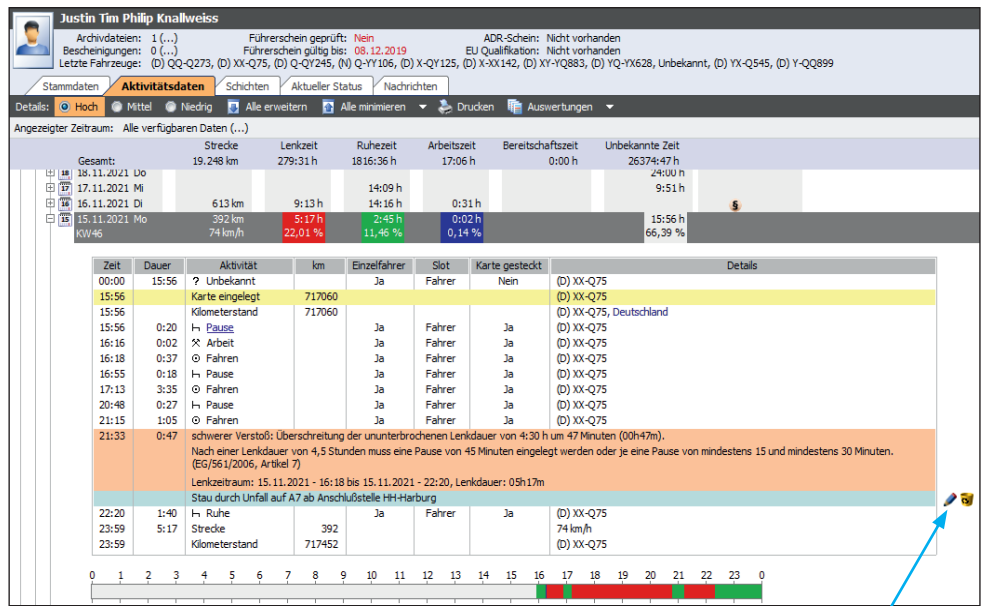 Justin Tim Philip Knallweiss
Archivdateien: 1 (...) Führerschein geprüft: Nein ADR-Schein: Nicht vorhanden
Bescheinigungen: 0 (...) Führerschein gültig bis: 08.12.2019 EU Qualifikation: Nicht vorhanden
Letzte Fahrzeuge: (D) QQ-Q273, (D) XX-Q75, (D) Q-QY245, (N) Q-YY106, (D) X-QY125, (D) X-XX142, (D) XY-YQ883, (D) YQ-YX628, Unbekannt, (D) YX-Q545, (D) Y-QQ899
Stammdaten Aktivitätsdaten Schichten Aktueller Status Nachrichten
Details: Hoch Mittel Niedrig Alle erweitern Alle minimieren Drucken Auswertungen
Angezeigter Zeitraum: Alle verfügbaren Daten (...)
Strecke Lenkzeit Ruhezeit Arbeitszeit Bereitschaftszeit Unbekannte Zeit
Gesamt: 19.248 km 279:31 h 1816:36 h 17:06 h 0:00 h 26374:47 h
18 18.11.2021 Do 24:00 h
17 17.11.2021 Mi 14:09 h 9:51 h
16 16.11.2021 Di 613 km 9:13 h 14:16 h 0:31 h §
15 15.11.2021 Mo 392 km 5:17 h 2:45 h 0:02 h 15:56 h
KW46 74 km/h 22,01 % 11,46 % 0,14 % 66,39 %
Zeit Dauer Aktivität km Einzelfahrer Slot Karte gesteckt Details
00:00 15:56 ? Unbekannt Ja Fahrer Nein (D) XX-Q75
15:56 Karte eingelegt 717060 (D) XX-Q75
15:56 Kilometerstand 717060 (D) XX-Q75, Deutschland
15:56 0:20 Pause Ja Fahrer Ja (D) XX-Q75
16:16 0:02 Arbeit Ja Fahrer Ja (D) XX-Q75
16:18 0:37 Fahren Ja Fahrer Ja (D) XX-Q75
16:55 0:18 Pause Ja Fahrer Ja (D) XX-Q75
17:13 3:35 Fahren Ja Fahrer Ja (D) XX-Q75
20:48 0:27 Pause Ja Fahrer Ja (D) XX-Q75
21:15 1:05 Fahren Ja Fahrer Ja (D) XX-Q75
21:33 0:47 schwerer Verstoß: Überschreitung der ununterbrochenen Lenkdauer von 4:30 h um 47 Minuten (00h47m).
Nach einer Lenkdauer von 4,5 Stunden muss eine Pause von 45 Minuten eingelegt werden oder je eine Pause von mindestens 15 und mindestens 30 Minuten.
(EG/561/2006, Artikel 7)
Lenkzeitraum: 15.11.2021 - 16:18 bis 15.11.2021 - 22:20, Lenkdauer: 05h17m
Stau durch Unfall auf A7 ab Anschlußstelle HH-Harburg
22:20 1:40 Ruhe Ja Fahrer Ja (D) XX-Q75
23:59 5:17 Strecke 392 74 km/h
23:59 Kilometerstand 717452 (D) XX-Q75
0 1 2 3 4 5 6 7 8 9 10 11 12 13 14 15 16 17 18 19 20 21 22 23 0